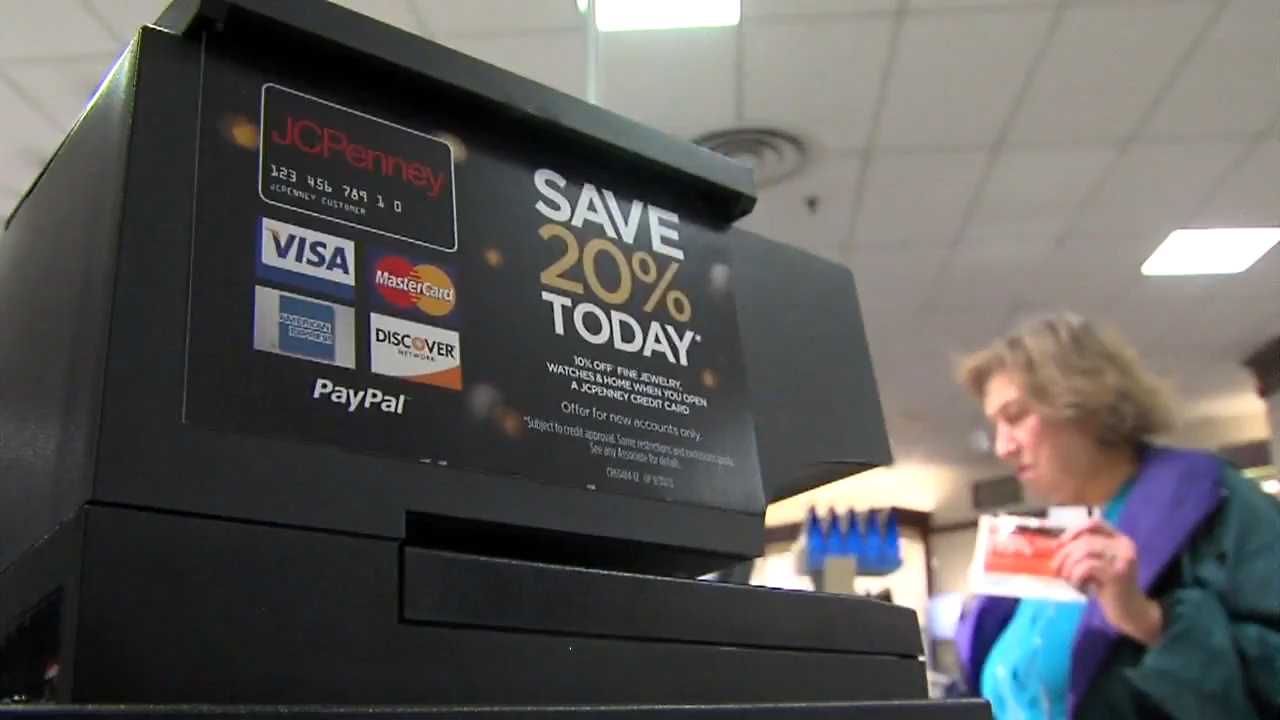 JCPenney
123 456 789 1 0
JCPENNEY CUSTOMER
VISA
MasterCard
AMERICAN
EXPRESS
DISCOVER
NETWORK
PayPal™
SAVE
20%
TODAY*
10% OFF* FINE JEWELRY,
WATCHES & HOME WHEN YOU OPEN
A JCPENNEY CREDIT CARD
Offer for new accounts only.
*Subject to credit approval. Some restrictions and exclusions apply.
See any Associate for details.